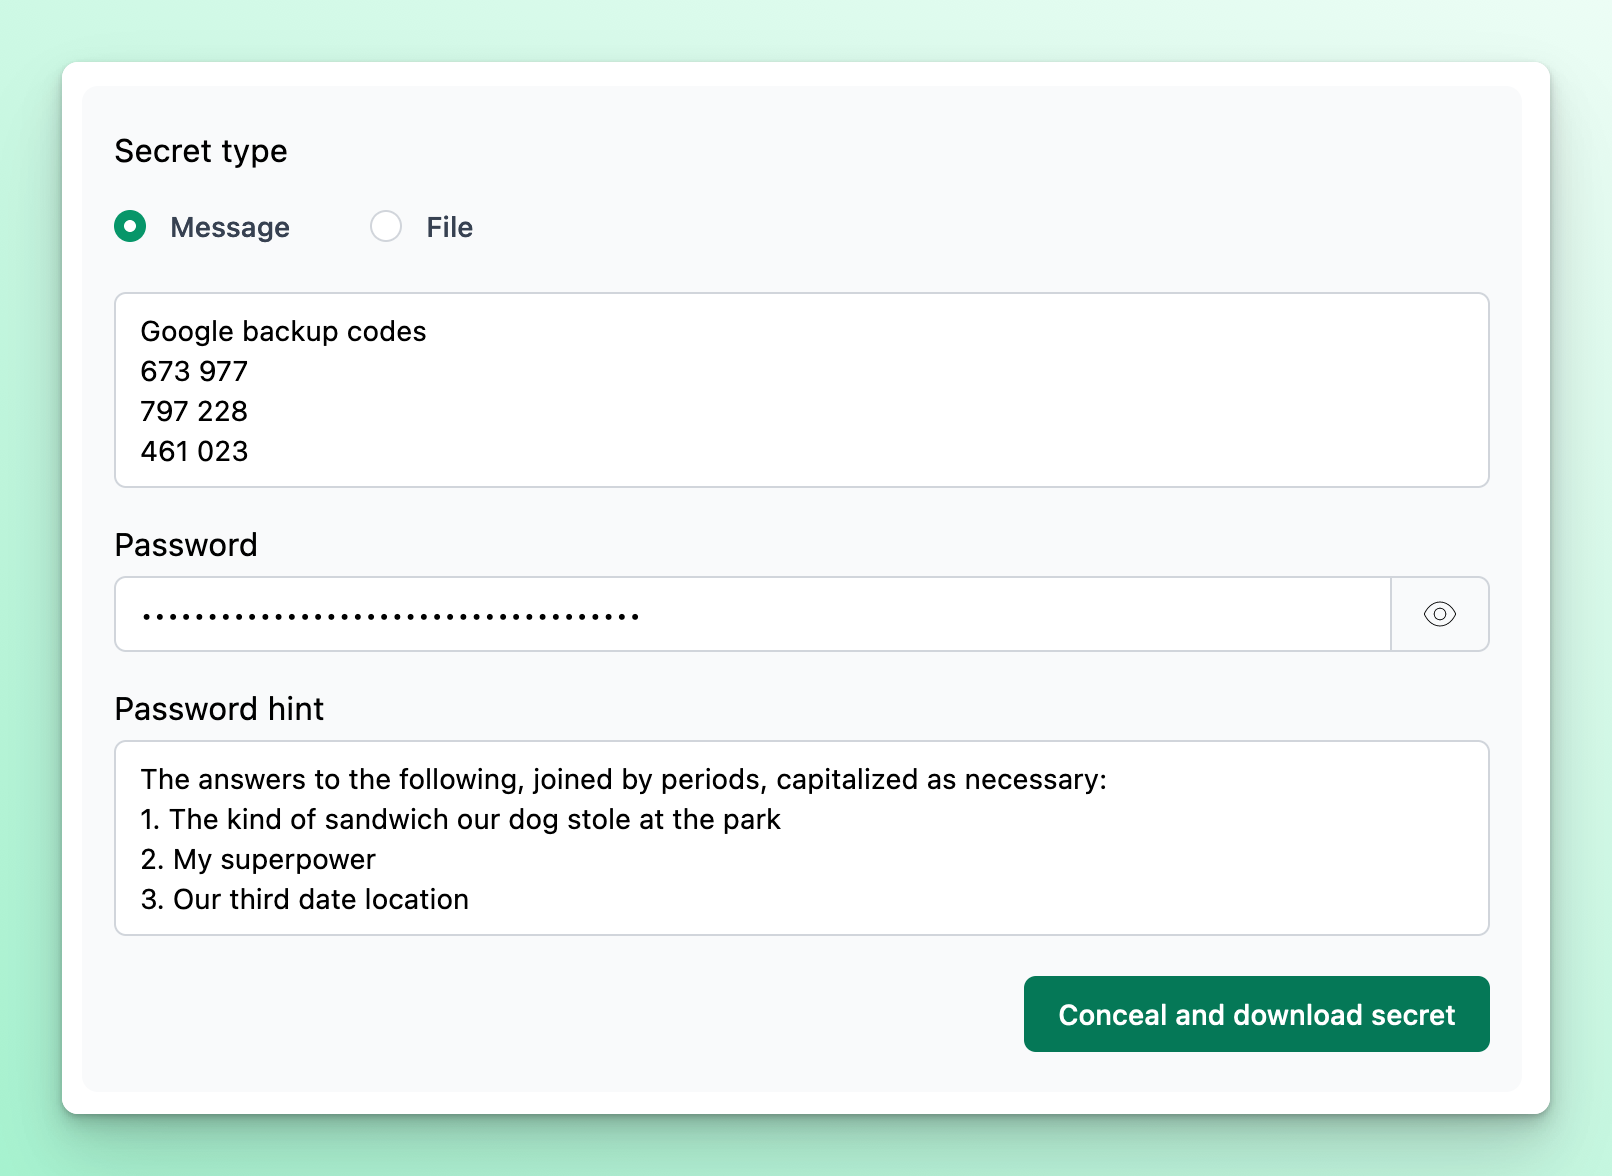 Secret type
Message
File
Google backup codes
673 977
797 228
461 023
Password
••••••••••••••••••••••••••••••••••••••
Password hint
The answers to the following, joined by periods, capitalized as necessary:
1. The kind of sandwich our dog stole at the park
2. My superpower
3. Our third date location
Conceal and download secret